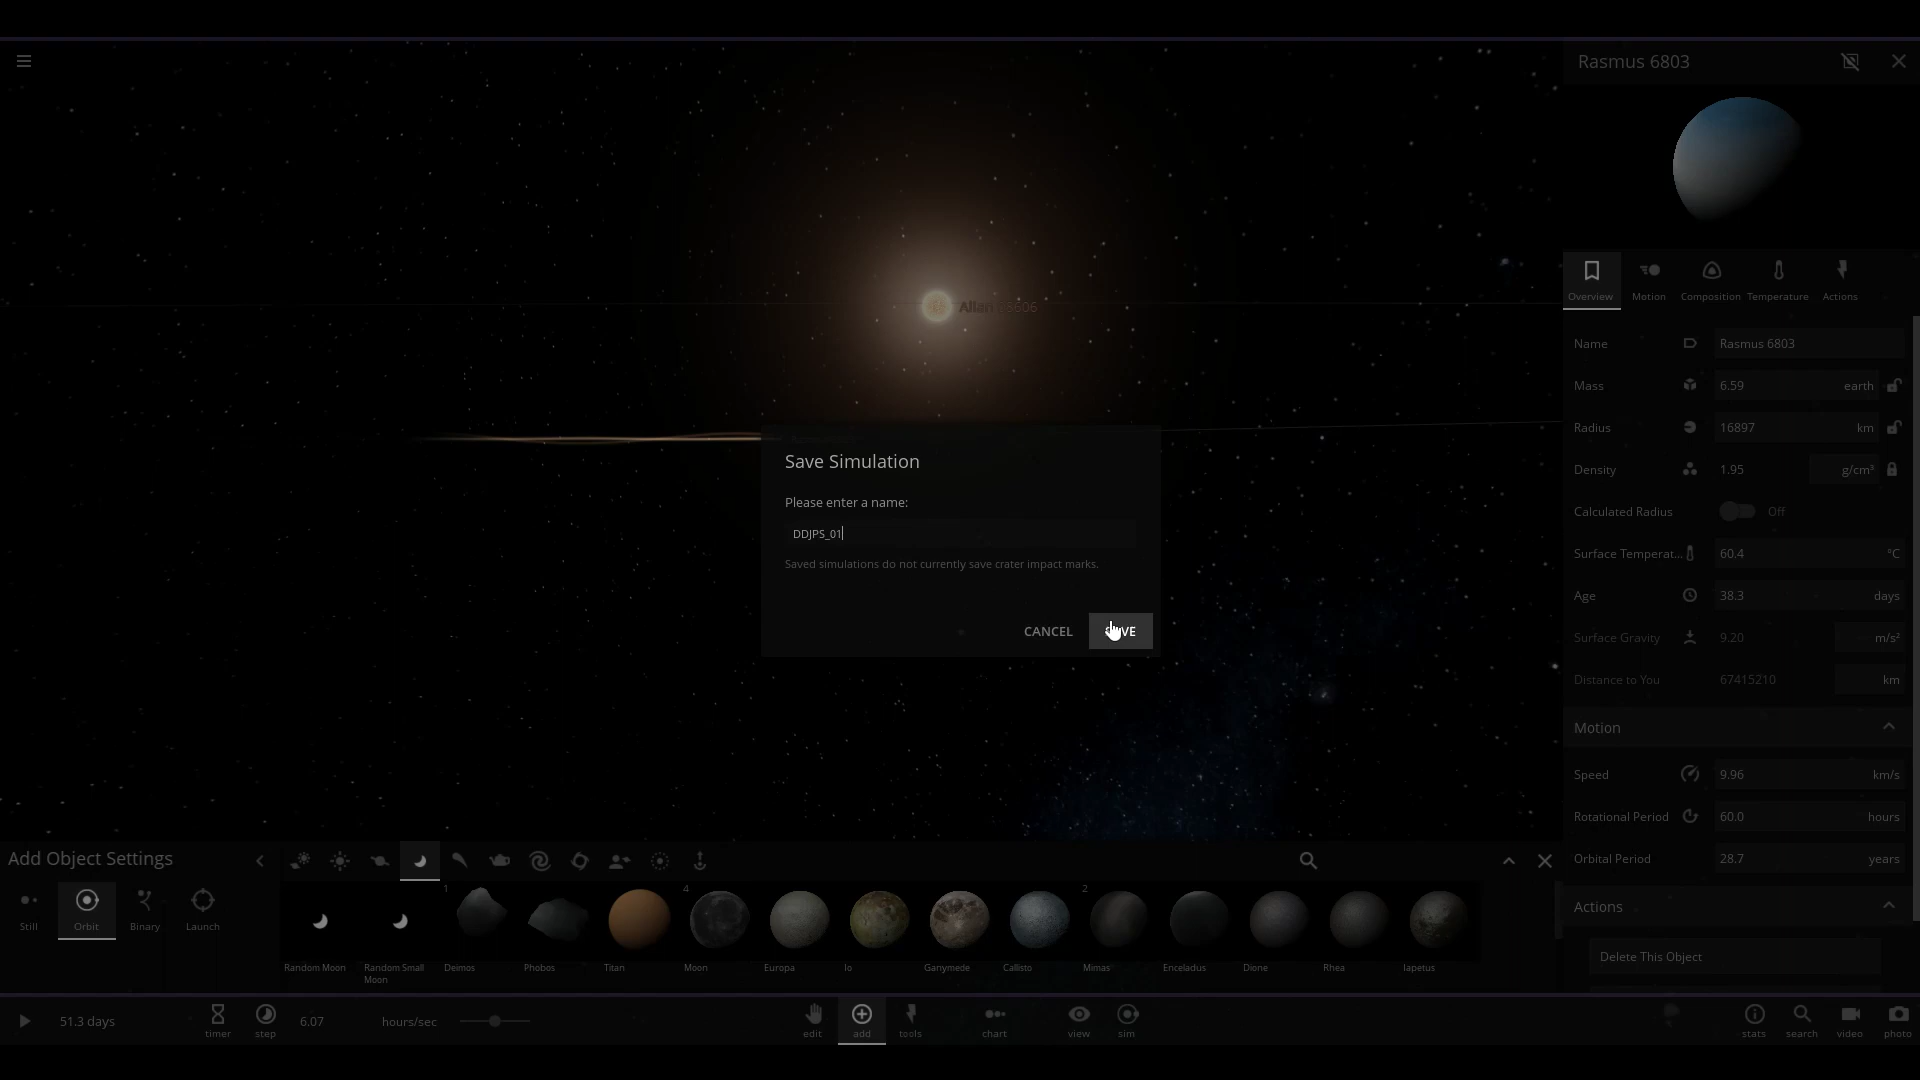 Rasmus 6803
Overview
Motion
Composition
Temperature
Actions
Name
Rasmus 6803
Mass
6.59
earth
Radius
16897
km
Density
1.95
g/cm³
Calculated Radius
Off
Surface Temperat...
60.4
°C
Age
38.3
days
Surface Gravity
9.20
m/s²
Distance to You
67415210
km
Motion
Speed
9.96
km/s
Rotational Period
60.0
hours
Orbital Period
28.7
years
Actions
Delete This Object
Save Simulation
Please enter a name:
DDJPS_01
Saved simulations do not currently save crater impact marks.
CANCEL
Add Object Settings
Still
Orbit
Binary
Launch
1
4
2
Random Moon
Random Small
Moon
Deimos
Phobos
Titan
Moon
Europa
Io
Ganymede
Callisto
Mimas
Enceladus
Dione
Rhea
Iapetus
51.3 days
timer
step
6.07
hours/sec
edit
add
tools
chart
view
sim
stats
search
video
photo